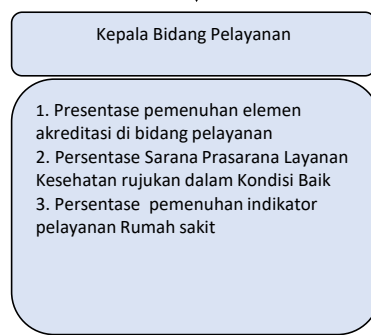 Kepala Bidang Pelayanan
1. Presentase pemenuhan elemen
akreditasi di bidang pelayanan
2. Persentase Sarana Prasarana Layanan
Kesehatan rujukan dalam Kondisi Baik
3. Persentase  pemenuhan indikator
pelayanan Rumah sakit